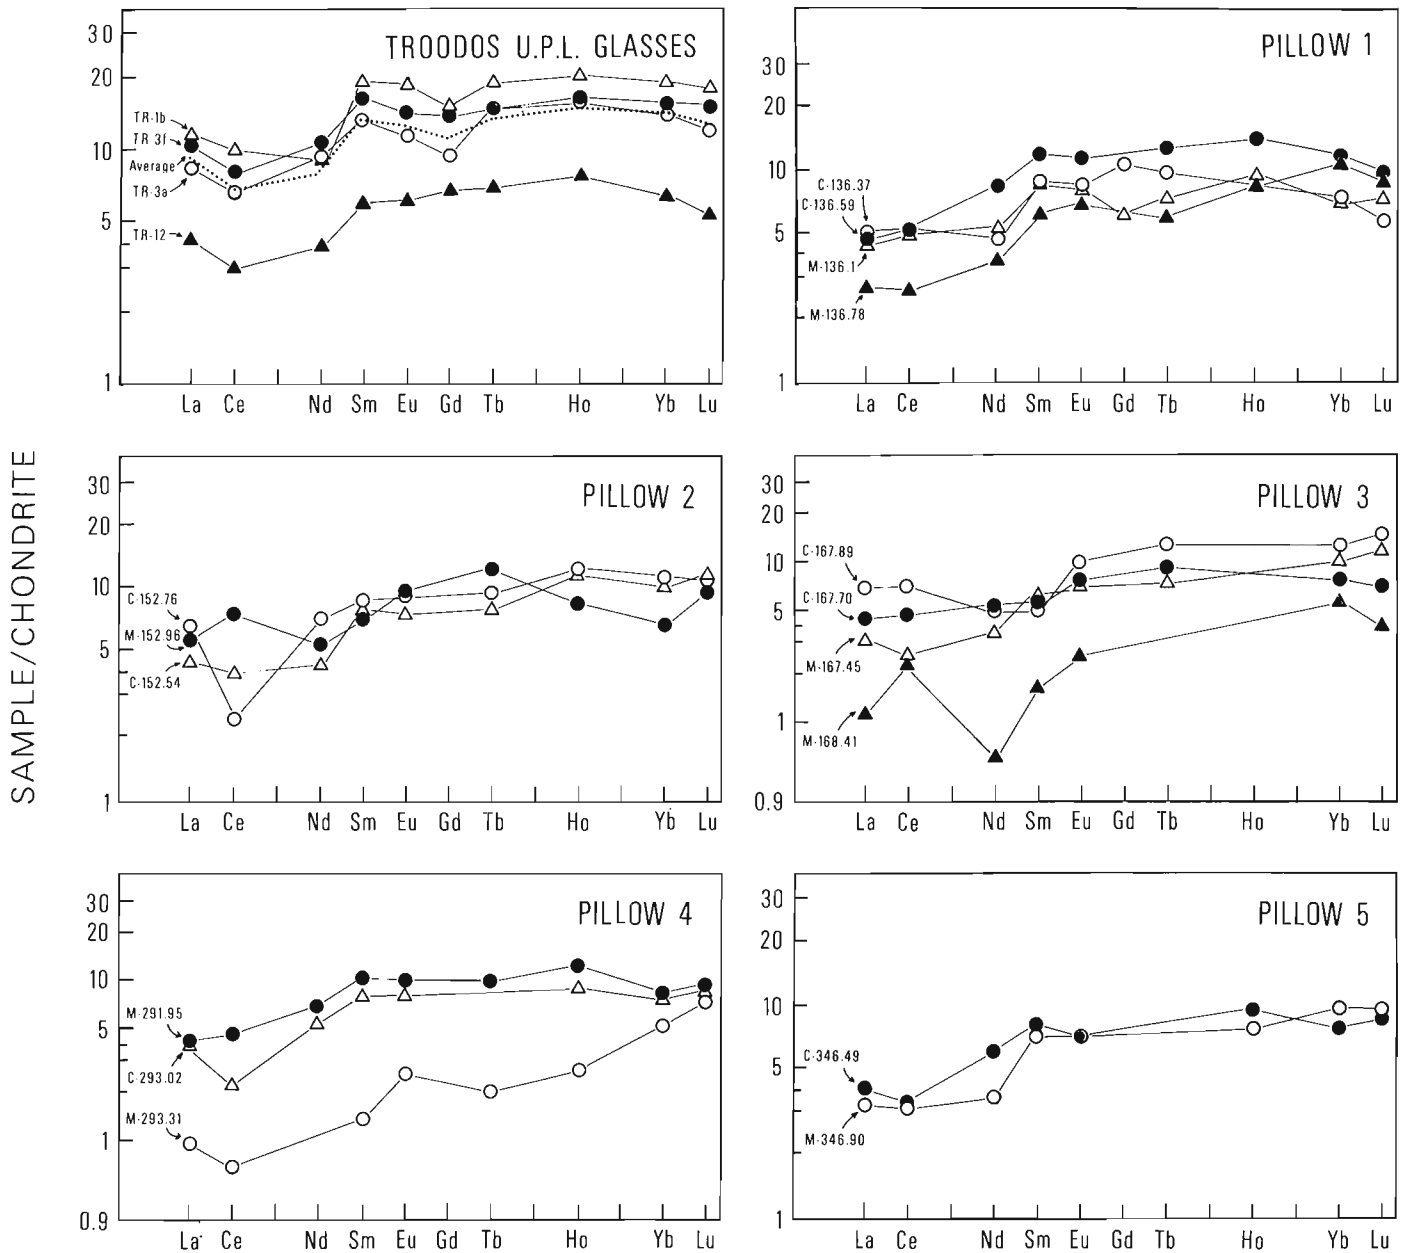 SAMPLE/CHONDRITE
TROODOS U.P.L. GLASSES
30
20
10
5
1
TR-1b
TR 3f
Average
TR-3a
TR-12
La Ce Nd Sm Eu Gd Tb Ho Yb Lu
PILLOW 1
30
20
10
5
1
C-136.37
C-136.59
M-136.1
M-136.78
La Ce Nd Sm Eu Gd Tb Ho Yb Lu
PILLOW 2
30
20
10
5
1
C-152.76
M-152.96
C-152.54
La Ce Nd Sm Eu Gd Tb Ho Yb Lu
PILLOW 3
30
20
10
5
1
0.9
C-167.89
C-167.70
M-167.45
M-168.41
La Ce Nd Sm Eu Gd Tb Ho Yb Lu
PILLOW 4
30
20
10
5
1
0.9
M-291.95
C-293.02
M-293.31
La Ce Nd Sm Eu Gd Tb Ho Yb Lu
PILLOW 5
30
20
10
5
1
C-346.49
M-346.90
La Ce Nd Sm Eu Gd Tb Ho Yb Lu